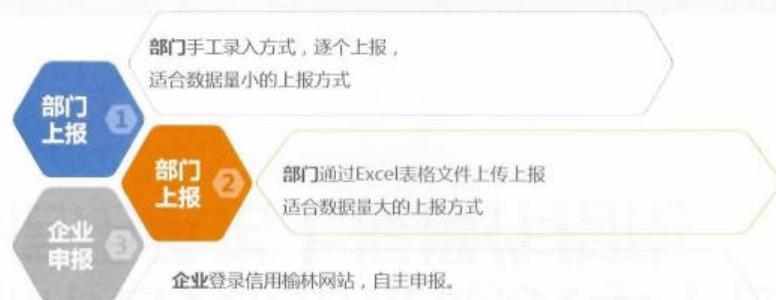 部门手工录入方式，逐个上报，
适合数据量小的上报方式
部门
上报
1
部门
上报
2
部门通过Excel表格文件上传上报
适合数据量大的上报方式
企业
申报
3
企业登录信用榆林网站，自主申报。